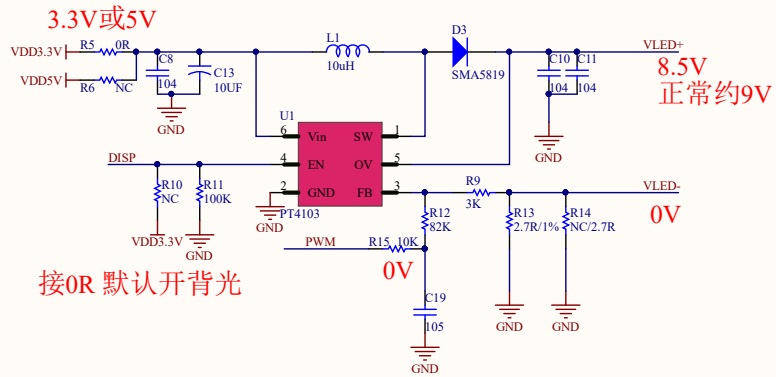 3.3V或5V
VDD3.3V
R5
0R
VDD5V
R6
NC
C8
104
C13
10UF
GND
L1
10uH
D3
SMA5819
C10
104
C11
104
GND
VLED+
8.5V
正常约9V
U1
6
Vin
SW
1
4
EN
OV
5
2
GND
FB
3
PT4103
GND
DISP
R10
NC
R11
100K
VDD3.3V
GND
接0R 默认开背光
R9
3K
VLED-
0V
R12
82K
R13
2.7R/1%
R14
NC/2.7R
PWM
R15
10K
0V
C19
105
GND
GND
GND